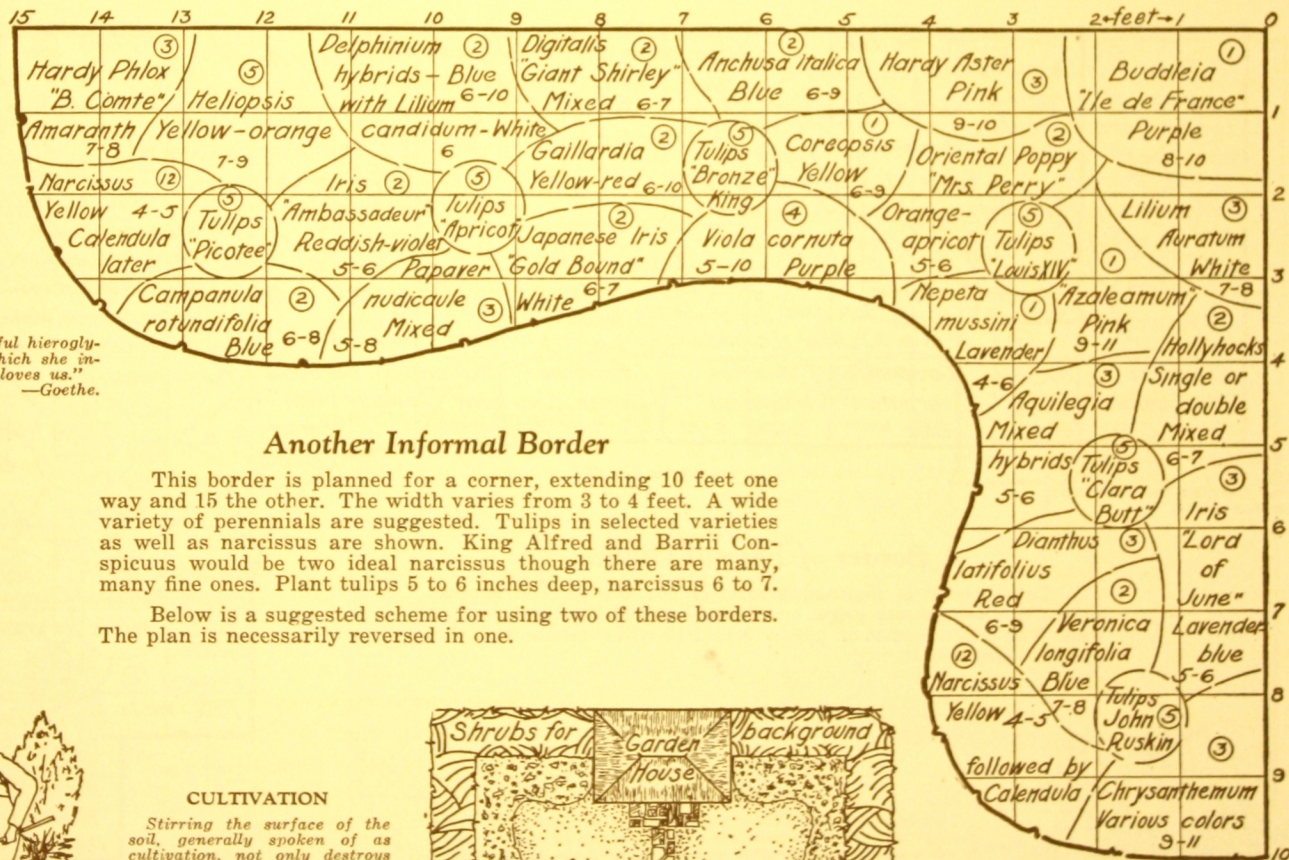 15 14 13 12 11 10 9 8 7 6 5 4 3 2←feet→1 0
Hardy Phlox ③
"B. Comte"
Amaranth
7-8
⑤
Heliopsis
Yellow-orange
7-9
Delphinium ②
hybrids - Blue
with Lilium 6-10
candidum-White
6
Digitalis ②
"Giant Shirley"
Mixed 6-7
②
Anchusa italica
Blue 6-9
Hardy Aster
Pink ③
9-10
①
Buddleia
"Ile de France"
Purple
8-10
1
Narcissus ⑫
Yellow 4-5
Calendula
later
⑤
Tulips
"Picotee"
Iris ②
"Ambassadeur"
Reddish-violet
5-6
⑤
Tulips
"Apricot"
Gaillardia ②
Yellow-red 6-10
⑤
Tulips
"Bronze"
King
①
Coreopsis
Yellow
6-9
②
Oriental Poppy
"Mrs. Perry"
Orange-
apricot
5-6
2
②
Japanese Iris
"Gold Bound"
White 6-7
④
Viola cornuta
5-10 Purple
⑤
Tulips
"Louis XIV"
Lilium ③
Auratum
White
7-8
3
Campanula ②
rotundifolia
Blue 6-8
Papaver
nudicaule
Mixed ③
5-8
Nepeta
mussini ①
Lavender
4-6
①
"Azaleamum"
Pink
9-11
②
Hollyhocks
Single or
double
Mixed
6-7
4
③
Aquilegia
Mixed
hybrids
5-6
5
⑤
Tulips
"Clara
Butt"
③
Iris
"Lord
of
June"
Lavender-
blue
5-6
6
Dianthus ③
latifolius
Red
6-9
7
②
Veronica
longifolia
Blue
7-8
⑫
Narcissus
Yellow 4-5
followed by
Calendula
8
Tulips
John ⑤
Ruskin
9
③
Chrysanthemum
Various colors
9-11
10
ful hierogly-
hich she in-
loves us."
—Goethe.
Another Informal Border
This border is planned for a corner, extending 10 feet one
way and 15 the other. The width varies from 3 to 4 feet. A wide
variety of perennials are suggested. Tulips in selected varieties
as well as narcissus are shown. King Alfred and Barrii Con-
spicuus would be two ideal narcissus though there are many,
many fine ones. Plant tulips 5 to 6 inches deep, narcissus 6 to 7.
Below is a suggested scheme for using two of these borders.
The plan is necessarily reversed in one.
Shrubs for
Garden
House
background
CULTIVATION
Stirring the surface of the
soil, generally spoken of as
cultivation, not only destroys